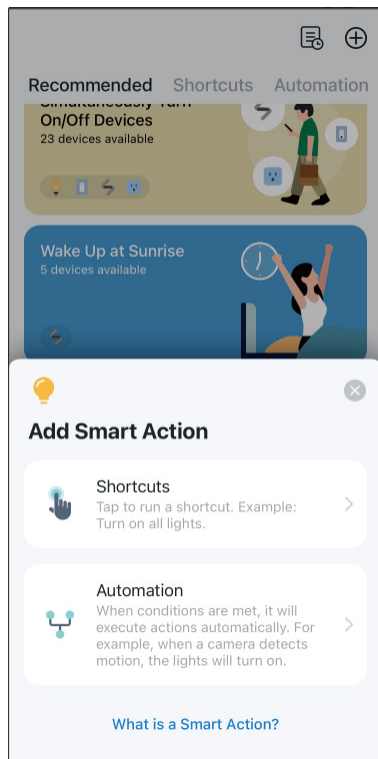 Recommended Shortcuts Automation
Simultaneously Turn
On/Off Devices
23 devices available
Wake Up at Sunrise
5 devices available
Add Smart Action
Shortcuts
Tap to run a shortcut. Example:
Turn on all lights.
Automation
When conditions are met, it will
execute actions automatically. For
example, when a camera detects
motion, the lights will turn on.
What is a Smart Action?